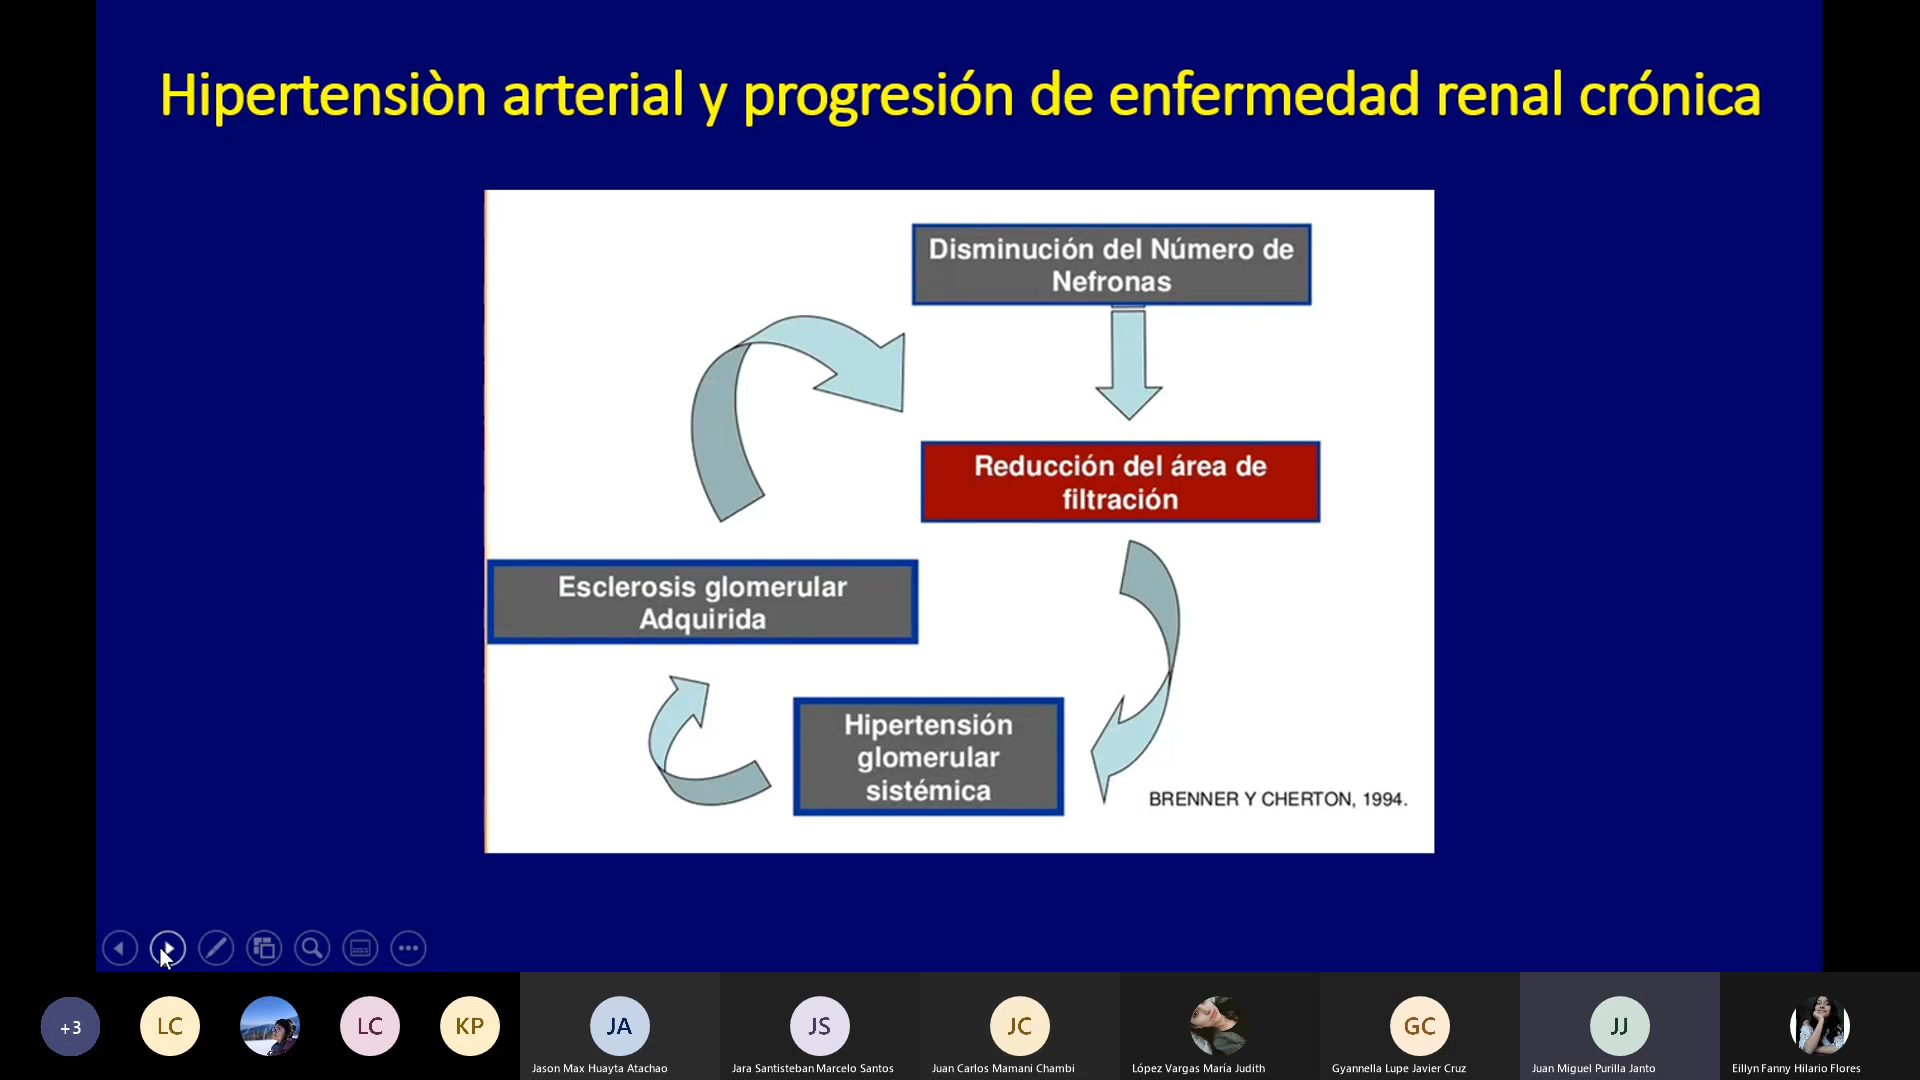 Hipertensiòn arterial y progresión de enfermedad renal crónica
Disminución del Número de
Nefronas
Reducción del área de
filtración
Esclerosis glomerular
Adquirida
Hipertensión
glomerular
sistémica
BRENNER Y CHERTON, 1994.
+3
LC
LC
KP
JA
JS
JC
GC
JJ
Jason Max Huayta Atachao
Jara Santisteban Marcelo Santos
Juan Carlos Mamani Chambi
López Vargas María Judith
Gyannella Lupe Javier Cruz
Juan Miguel Purilla Janto
Eillyn Fanny Hilario Flores